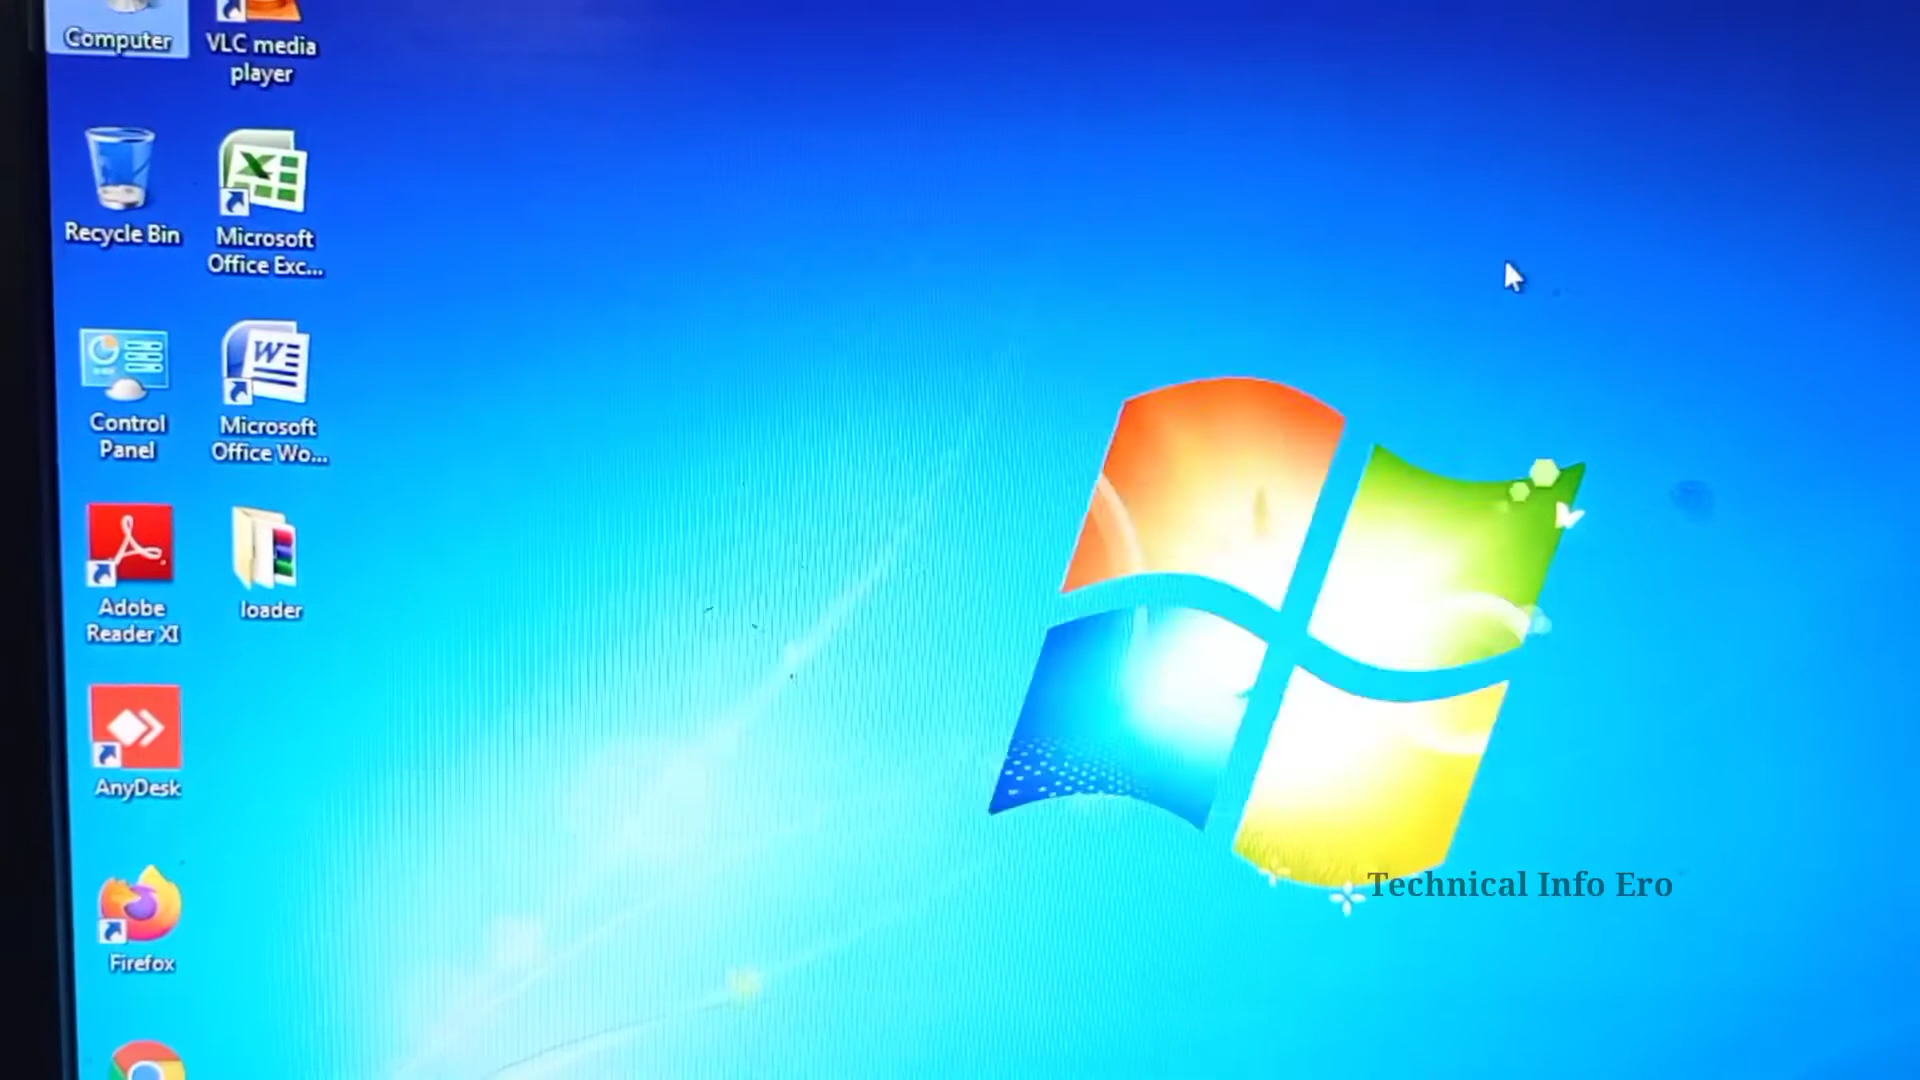 Computer
VLC media
player
Recycle Bin
Microsoft
Office Exc...
Control
Panel
Microsoft
Office Wo...
Adobe
Reader XI
loader
AnyDesk
Firefox
Technical Info Ero